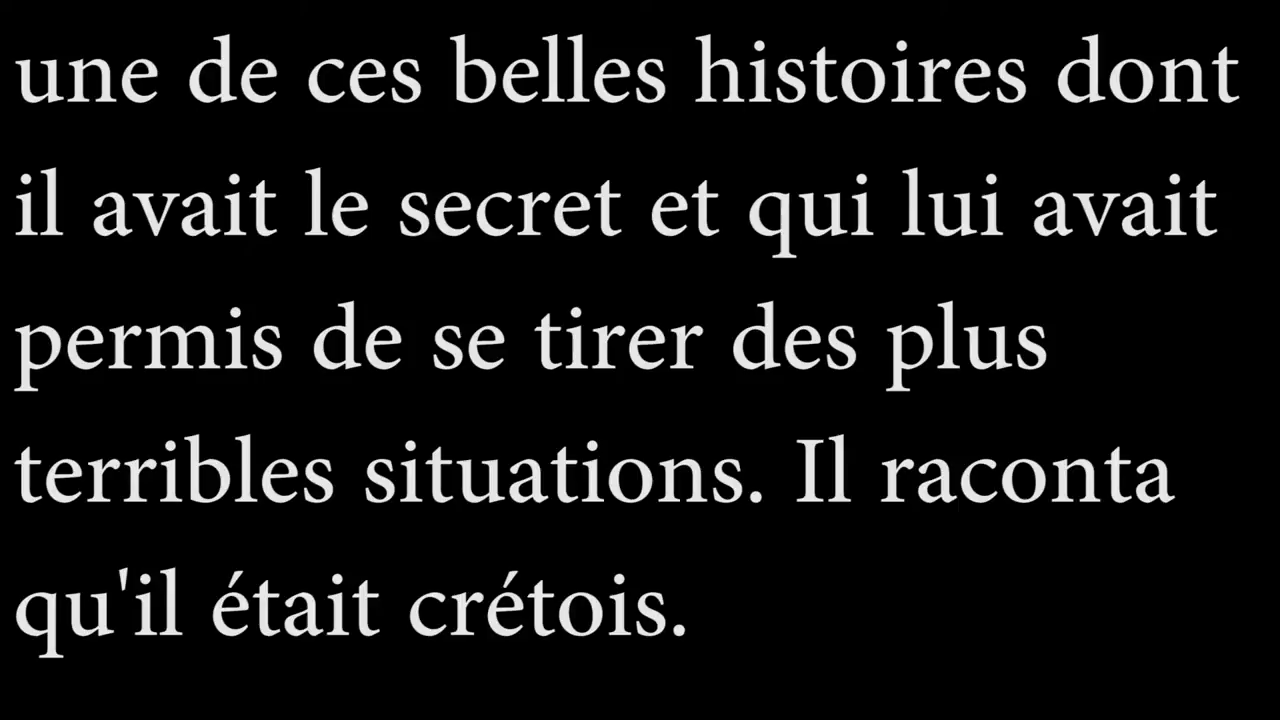 une de ces belles histoires dont
il avait le secret et qui lui avait
permis de se tirer des plus
terribles situations. Il raconta
qu'il était crétois.